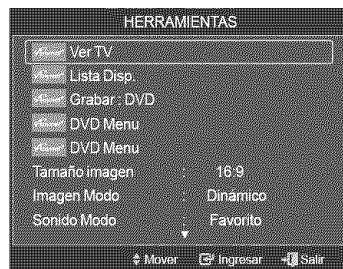 HERRAMIENTAS
Ver TV
Lista Disp.
Grabar : DVD
DVD Menu
DVD Menu
Tamaño imagen : 16:9
Imagen Modo : Dinámico
Sonido Modo : Favorito
Mover Ingresar Salir